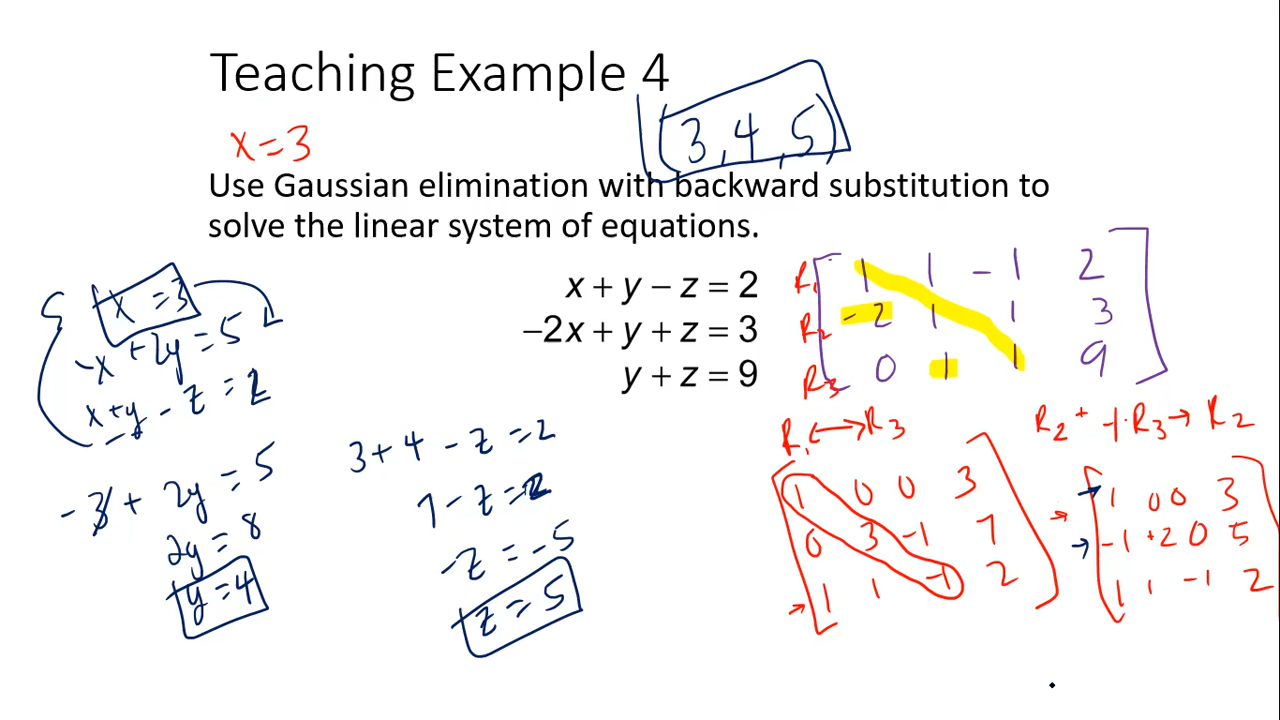 Teaching Example 4
(3, 4, 5)
x = 3
Use Gaussian elimination with backward substitution to
solve the linear system of equations.
x + y − z = 2
−2x + y + z = 3
y + z = 9
R1 1 1 -1 2
R2 -2 1 1 3
R3 0 1 1 9
x = 3
-x + 2y = 5
x + y - z = 2
-3 + 2y = 5
2y = 8
y = 4
3 + 4 - z = 2
7 - z = 2
-z = -5
z = 5
R1 ↔ R3
1 0 0 3
0 3 -1 7
1 1 -1 2
R2 + -1·R3 → R2
1 0 0 3
-1 +2 0 5
1 1 -1 2